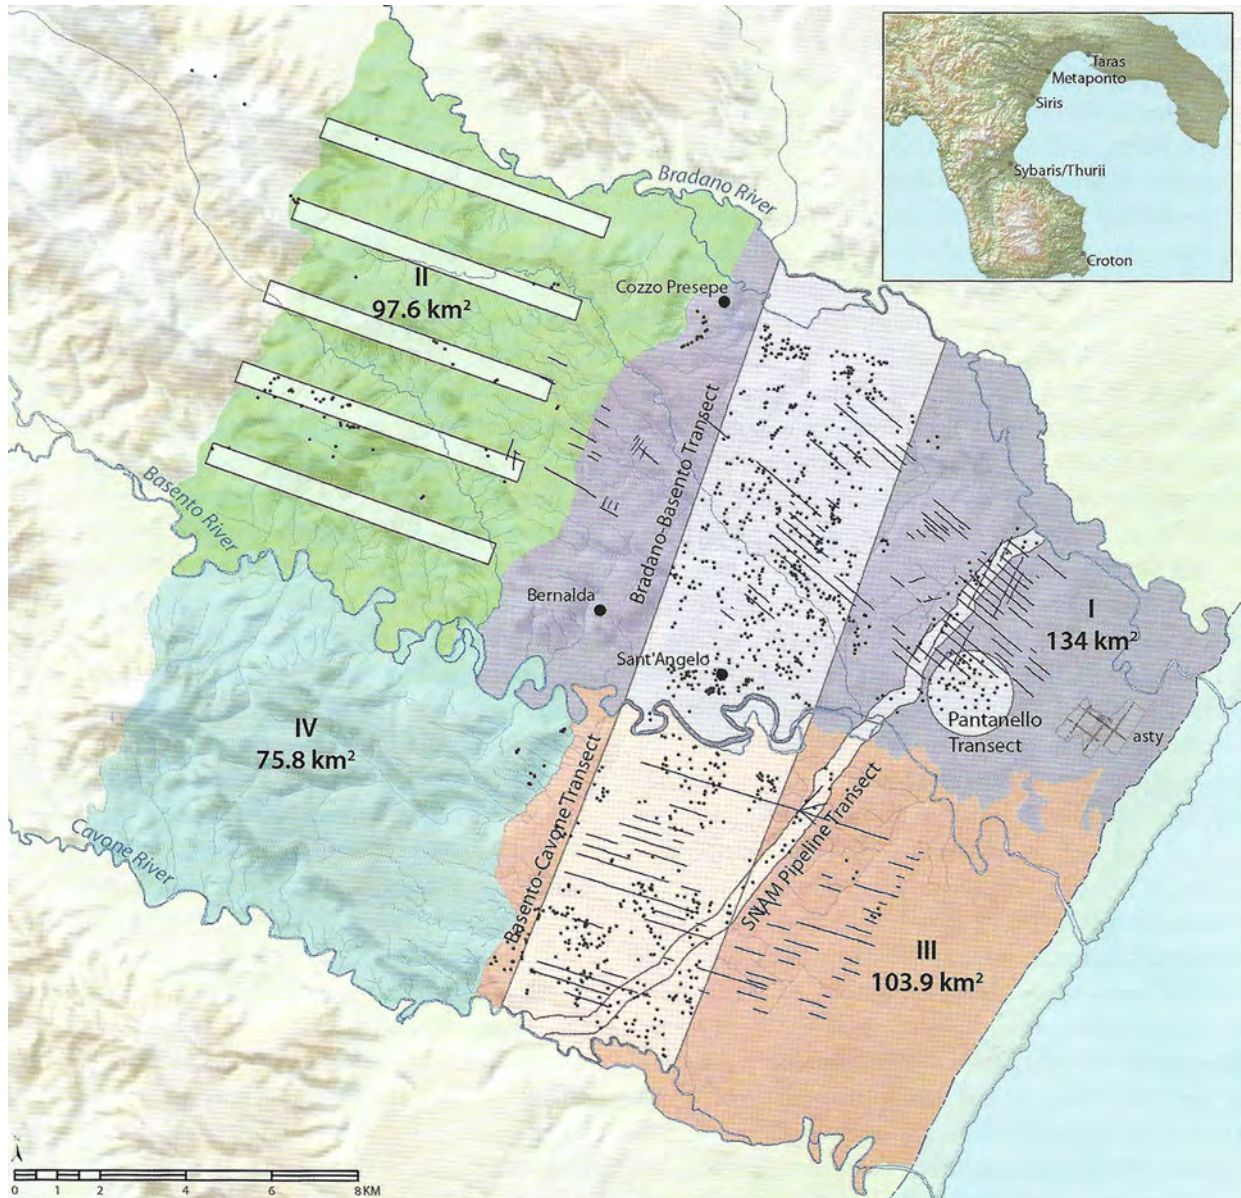 Taras
Metaponto
Siris
Sybaris/Thurii
Croton
Bradano River
II
97.6 km²
Cozzo Presepe
Bradano-Basento Transect
Basento River
Bernalda
I
134 km²
Sant'Angelo
Pantanello
Transect
asty
IV
75.8 km²
Basento-Cavone Transect
SNAM Pipeline Transect
Cavone River
III
103.9 km²
N
0 1 2 4 6 8 KM